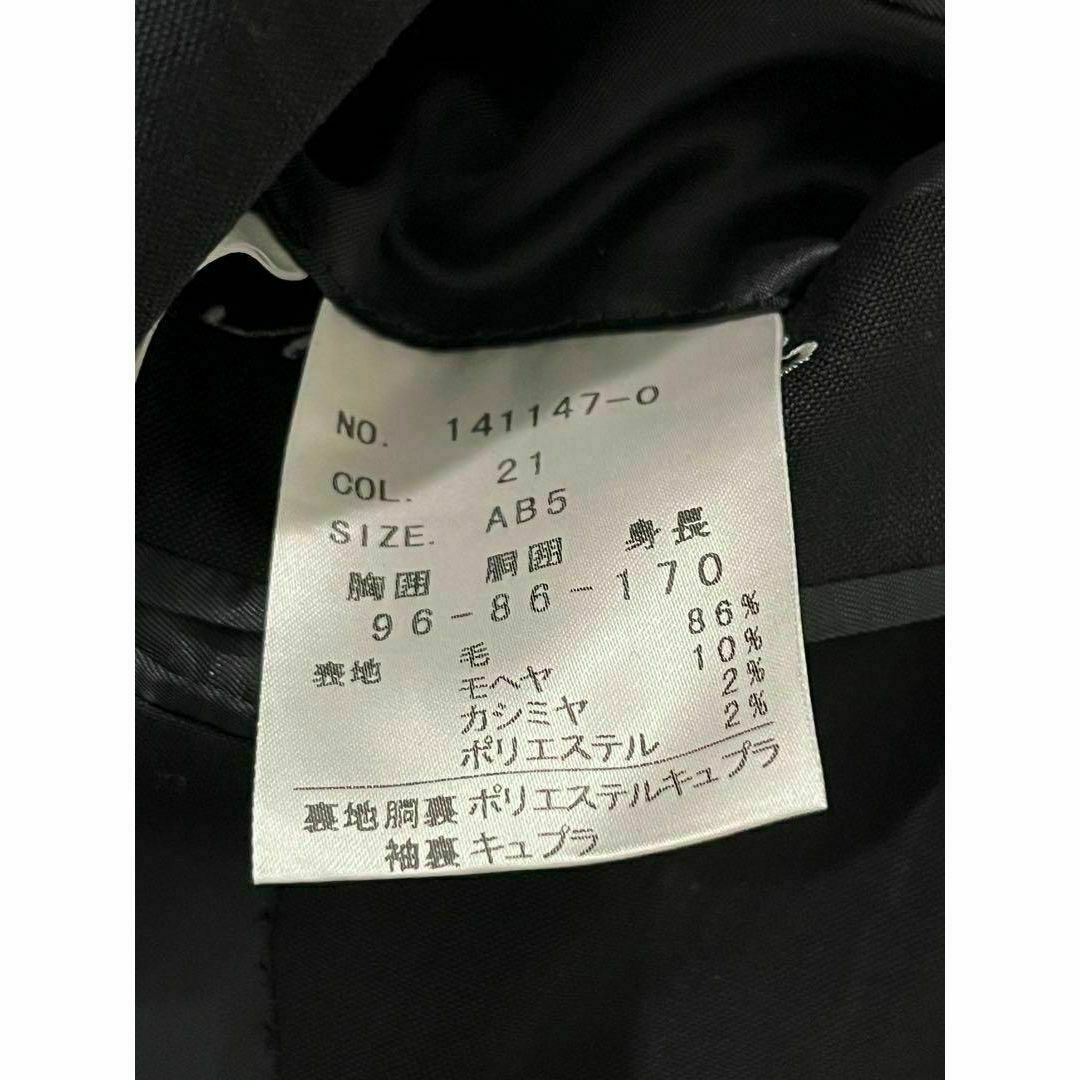 NO. 141147-0
COL. 21
SIZE. AB5
胸囲 胴囲 身長
96-86-170
表地 毛 86%
モヘヤ 10%
カシミヤ 2%
ポリエステル 2%
裏地胴裏 ポリエステルキュプラ
袖裏 キュプラ